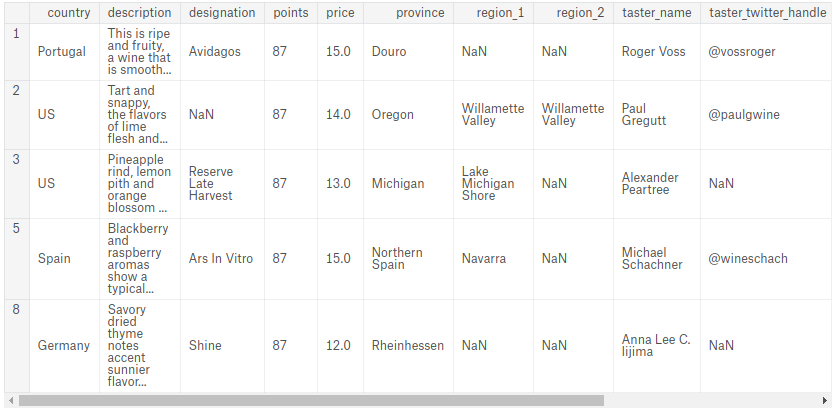 country description designation points price province region_1 region_2 taster_name taster_twitter_handle
1 Portugal This is ripe and fruity, a wine that is smooth... Avidagos 87 15.0 Douro NaN NaN Roger Voss @vossroger
2 US Tart and snappy, the flavors of lime flesh and... NaN 87 14.0 Oregon Willamette Valley Willamette Valley Paul Gregutt @paulgwine
3 US Pineapple rind, lemon pith and orange blossom ... Reserve Late Harvest 87 13.0 Michigan Lake Michigan Shore NaN Alexander Peartree NaN
5 Spain Blackberry and raspberry aromas show a typical... Ars In Vitro 87 15.0 Northern Spain Navarra NaN Michael Schachner @wineschach
8 Germany Savory dried thyme notes accent sunnier flavor... Shine 87 12.0 Rheinhessen NaN NaN Anna Lee C. Iijima NaN